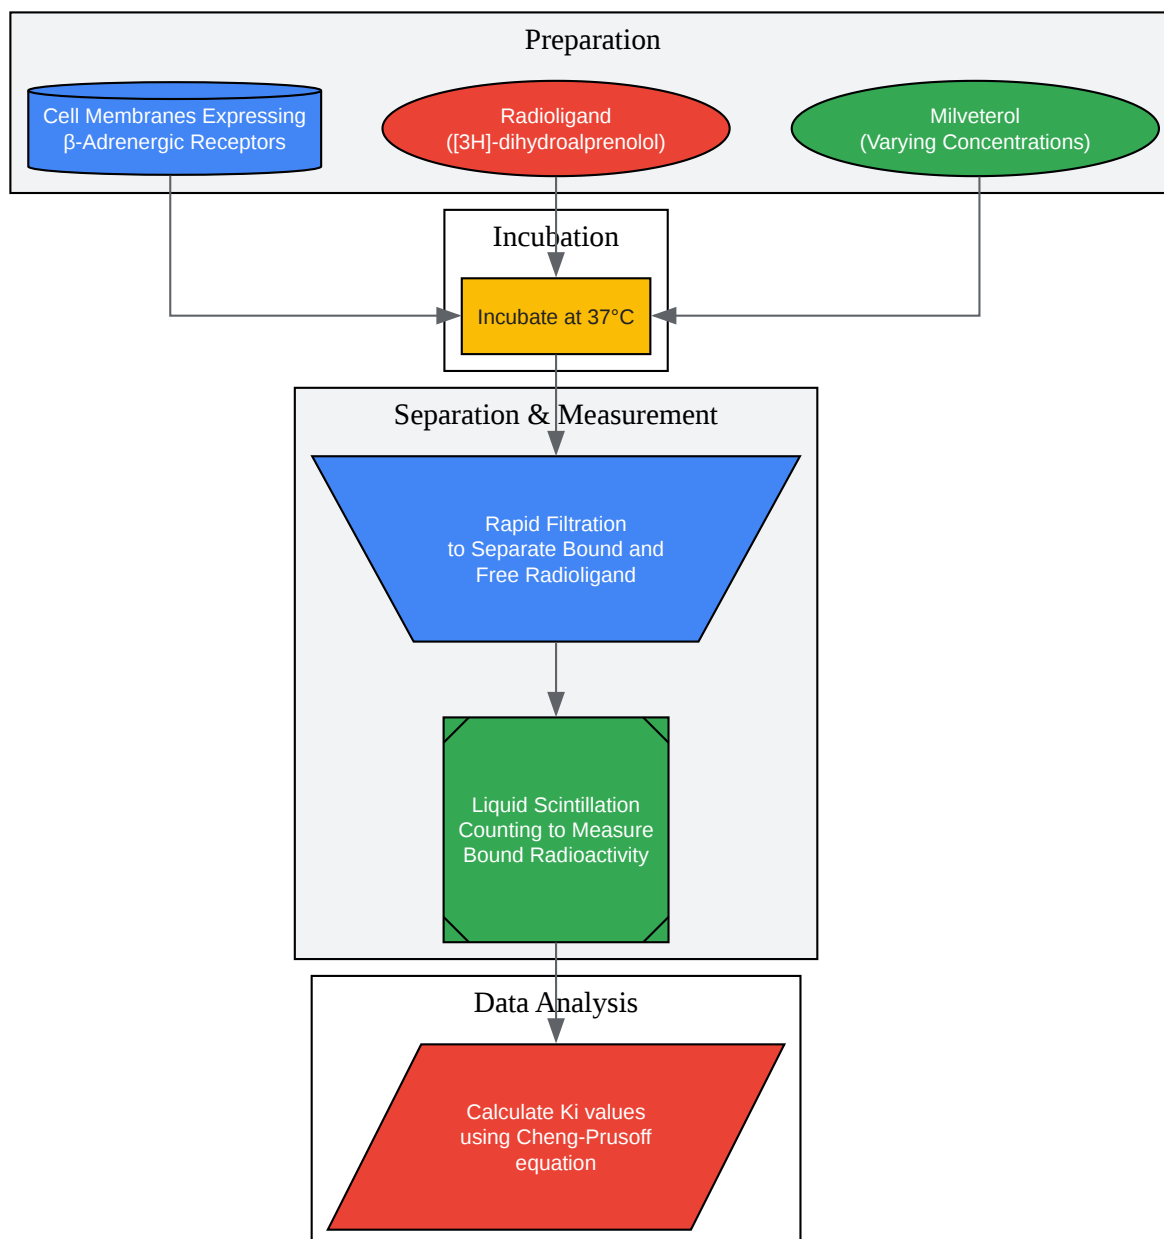 Preparation
Cell Membranes Expressing
β-Adrenergic Receptors
Radioligand
([3H]-dihydroalprenolol)
Milveterol
(Varying Concentrations)
Incubation
Incubate at 37°C
Separation & Measurement
Rapid Filtration
to Separate Bound and
Free Radioligand
Liquid Scintillation
Counting to Measure
Bound Radioactivity
Data Analysis
Calculate Ki values
using Cheng-Prusoff
equation